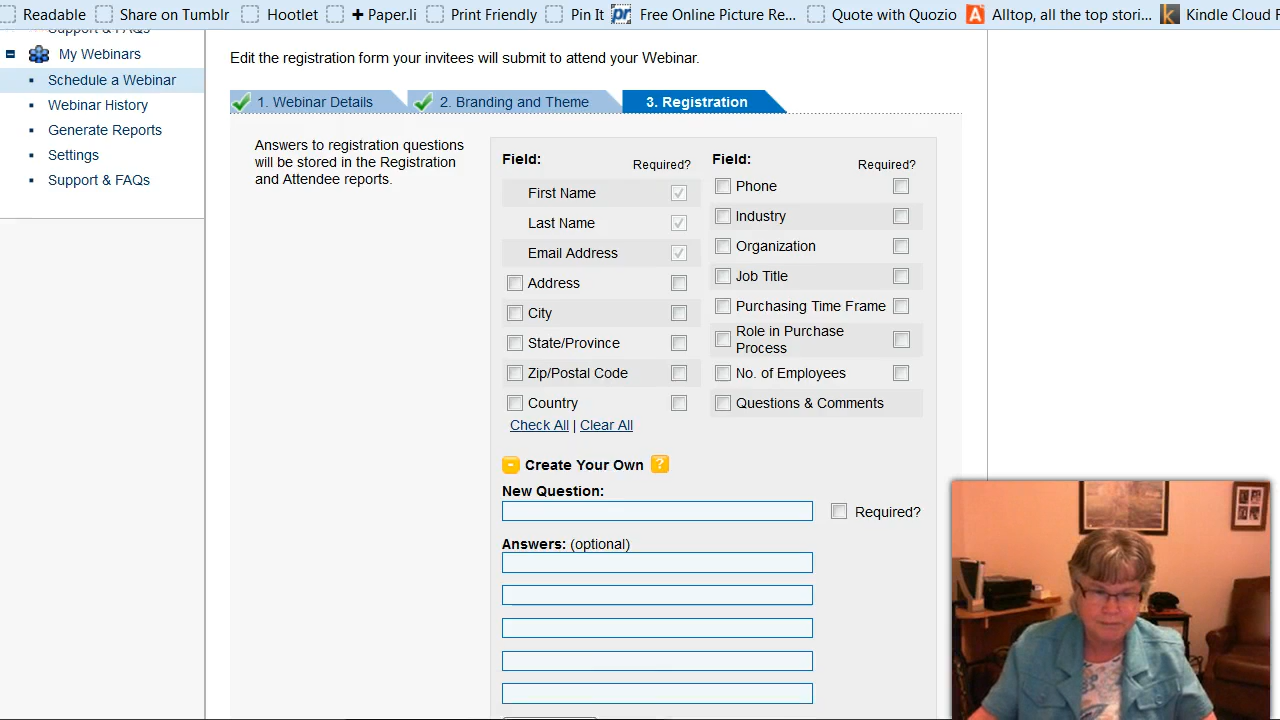 Readable Share on Tumblr Hootlet + Paper.li Print Friendly Pin It pr Free Online Picture Re... Quote with Quozio A Alltop, all the top stori... k Kindle Cloud
Support & FAQs
My Webinars
Schedule a Webinar
Webinar History
Generate Reports
Settings
Support & FAQs
Edit the registration form your invitees will submit to attend your Webinar.
1. Webinar Details 2. Branding and Theme 3. Registration
Answers to registration questions
will be stored in the Registration
and Attendee reports.
Field: Required?
First Name
Last Name
Email Address
Address
City
State/Province
Zip/Postal Code
Country
Check All | Clear All
Field: Required?
Phone
Industry
Organization
Job Title
Purchasing Time Frame
Role in Purchase
Process
No. of Employees
Questions & Comments
- Create Your Own ?
New Question:
Required?
Answers: (optional)